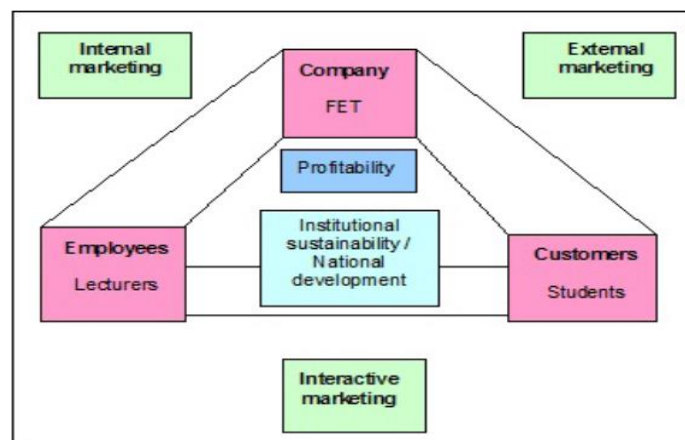 Internal
marketing
Company
FET
External
marketing
Profitability
Employees
Lecturers
Institutional
sustainability /
National
development
Customers
Students
Interactive
marketing